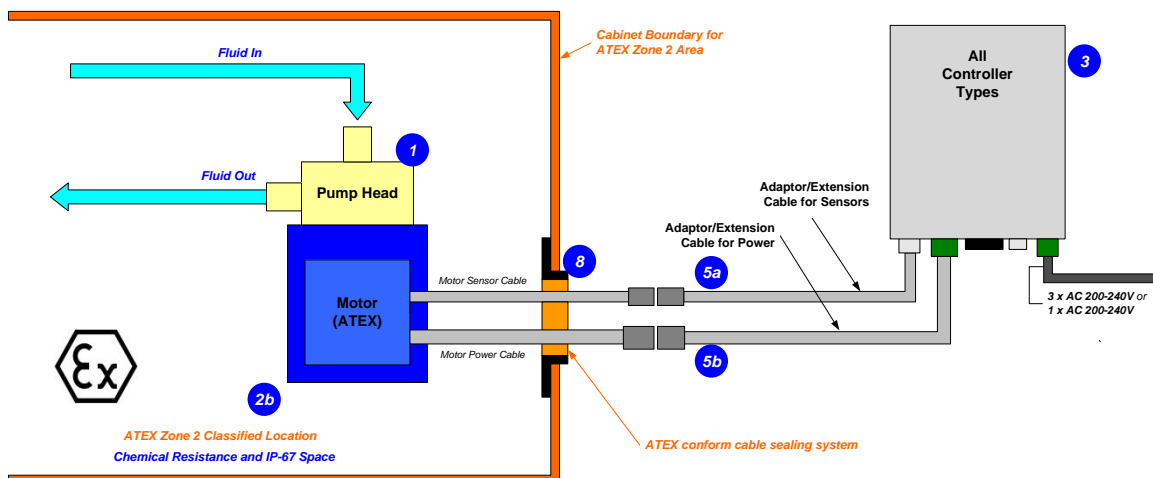 Fluid In
Cabinet Boundary for
ATEX Zone 2 Area
All
Controller
Types
3
1
Fluid Out
Pump Head
Adaptor/Extension
Cable for Sensors
Adaptor/Extension
Cable for Power
8
5a
Motor Sensor Cable
Motor
(ATEX)
3 x AC 200-240V or
1 x AC 200-240V
Motor Power Cable
5b
Ex
2b
ATEX Zone 2 Classified Location
ATEX conform cable sealing system
Chemical Resistance and IP-67 Space